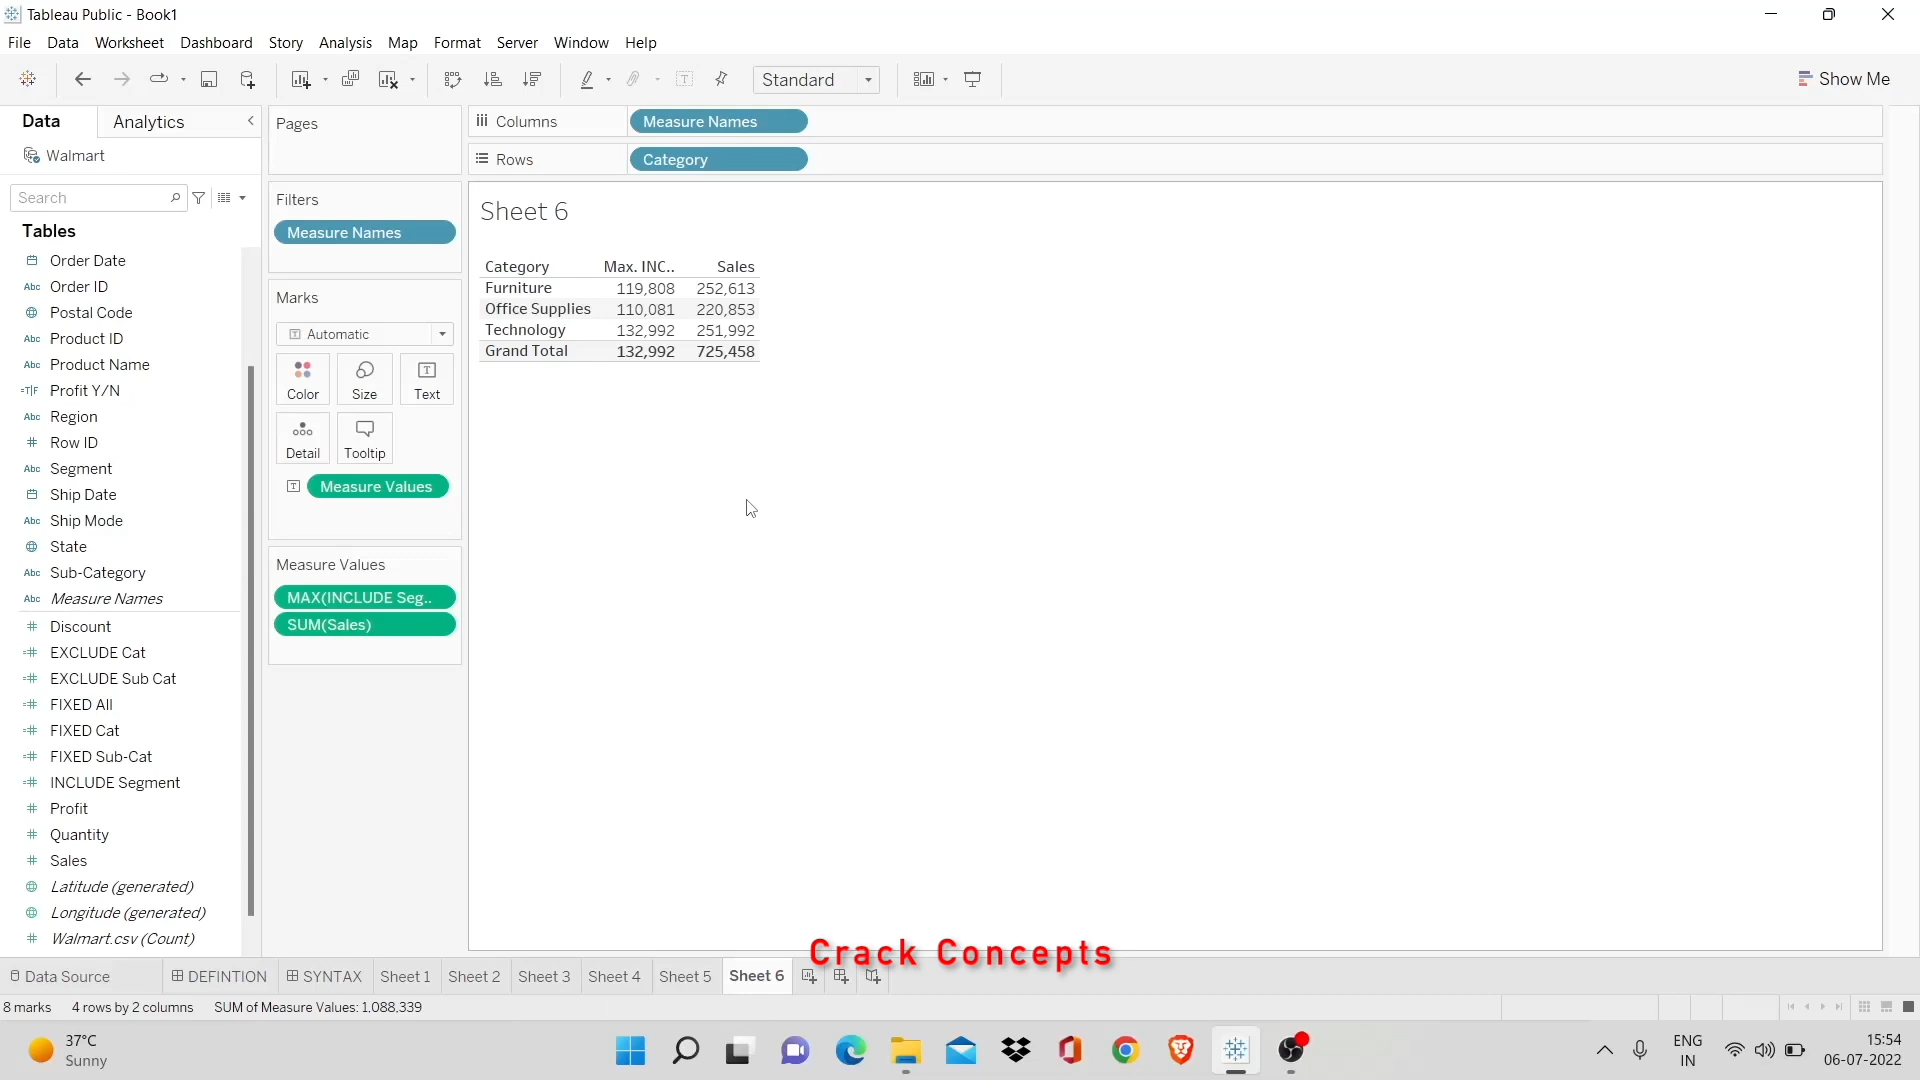 Tableau Public - Book1
File Data Worksheet Dashboard Story Analysis Map Format Server Window Help
Standard
Show Me
Data Analytics
Walmart
Search
Tables
Order Date
Abc Order ID
Postal Code
Abc Product ID
Abc Product Name
=T|F Profit Y/N
Abc Region
# Row ID
Abc Segment
Ship Date
Abc Ship Mode
State
Abc Sub-Category
Abc Measure Names
# Discount
=# EXCLUDE Cat
=# EXCLUDE Sub Cat
=# FIXED All
=# FIXED Cat
=# FIXED Sub-Cat
=# INCLUDE Segment
# Profit
# Quantity
# Sales
Latitude (generated)
Longitude (generated)
# Walmart.csv (Count)
Pages
Filters
Measure Names
Marks
T Automatic
Color Size T Text
Detail Tooltip
T Measure Values
Measure Values
MAX(INCLUDE Seg..
SUM(Sales)
Columns Measure Names
Rows Category
Sheet 6
Category Max. INC.. Sales
Furniture 119,808 252,613
Office Supplies 110,081 220,853
Technology 132,992 251,992
Grand Total 132,992 725,458
Crack Concepts
Data Source DEFINTION SYNTAX Sheet 1 Sheet 2 Sheet 3 Sheet 4 Sheet 5 Sheet 6
8 marks 4 rows by 2 columns SUM of Measure Values: 1,088,339
37°C
Sunny
ENG
IN
15:54
06-07-2022